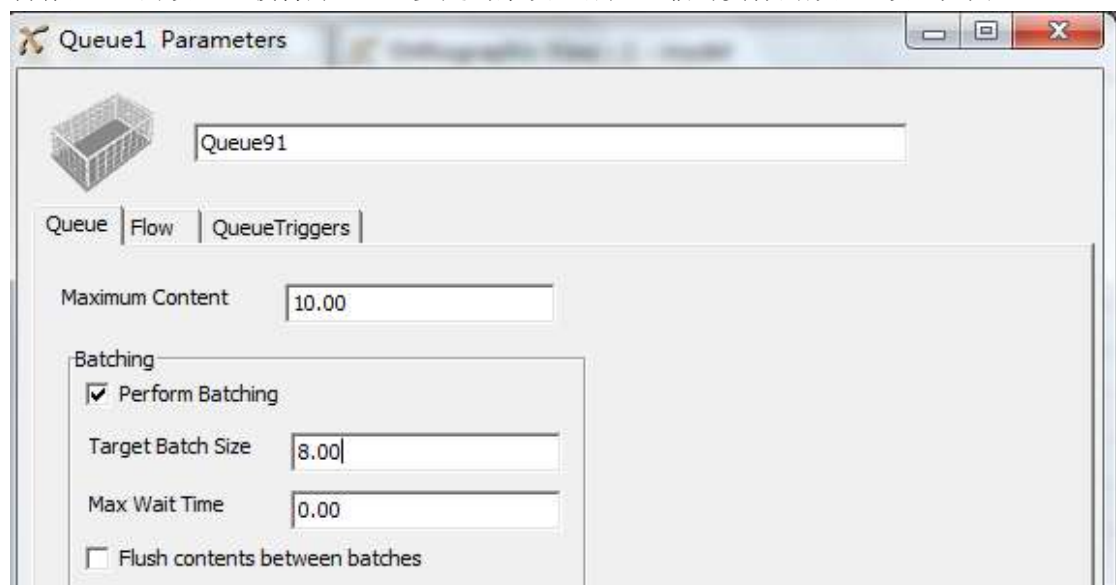 Queue1 Parameters
Queue91
Queue
Flow
QueueTriggers
Maximum Content
10.00
Batching
Perform Batching
Target Batch Size
8.00
Max Wait Time
0.00
Flush contents between batches